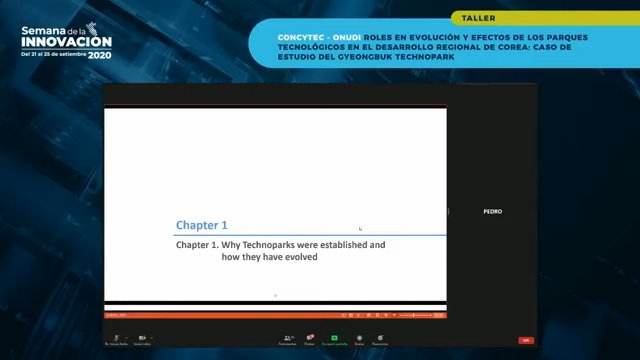 Semana de la
INNOVACIÓN
Del 21 al 25 de setiembre 2020
TALLER
CONCYTEC - ONUDI ROLES EN EVOLUCIÓN Y EFECTOS DE LOS PARQUES
TECNOLÓGICOS EN EL DESARROLLO REGIONAL DE COREA: CASO DE
ESTUDIO DEL GYEONGBUK TECHNOPARK
Chapter 1
Chapter 1. Why Technoparks were established and
how they have evolved
PEDRO